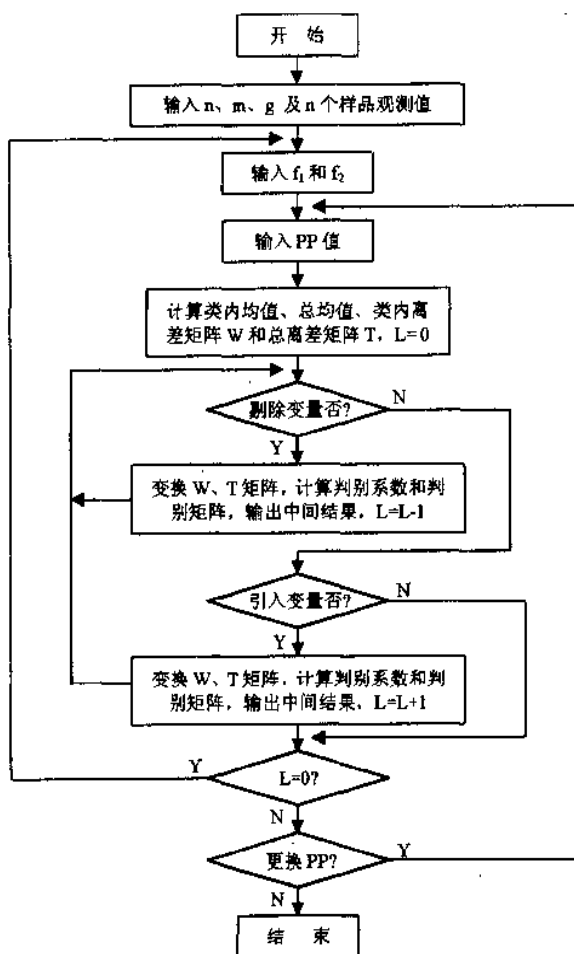 开 始
输入 n、m、g 及 n 个样品观测值
输入 f₁ 和 f₂
输入 PP 值
计算类内均值、总均值、类内离
差矩阵 W 和总离差矩阵 T，L=0
剔除变量否?
N
Y
变换 W、T 矩阵，计算判别系数和判
别矩阵，输出中间结果，L=L-1
引入变量否?
N
Y
变换 W、T 矩阵，计算判别系数和判
别矩阵，输出中间结果，L=L+1
Y
L=0?
N
更换 PP?
Y
N
结 束